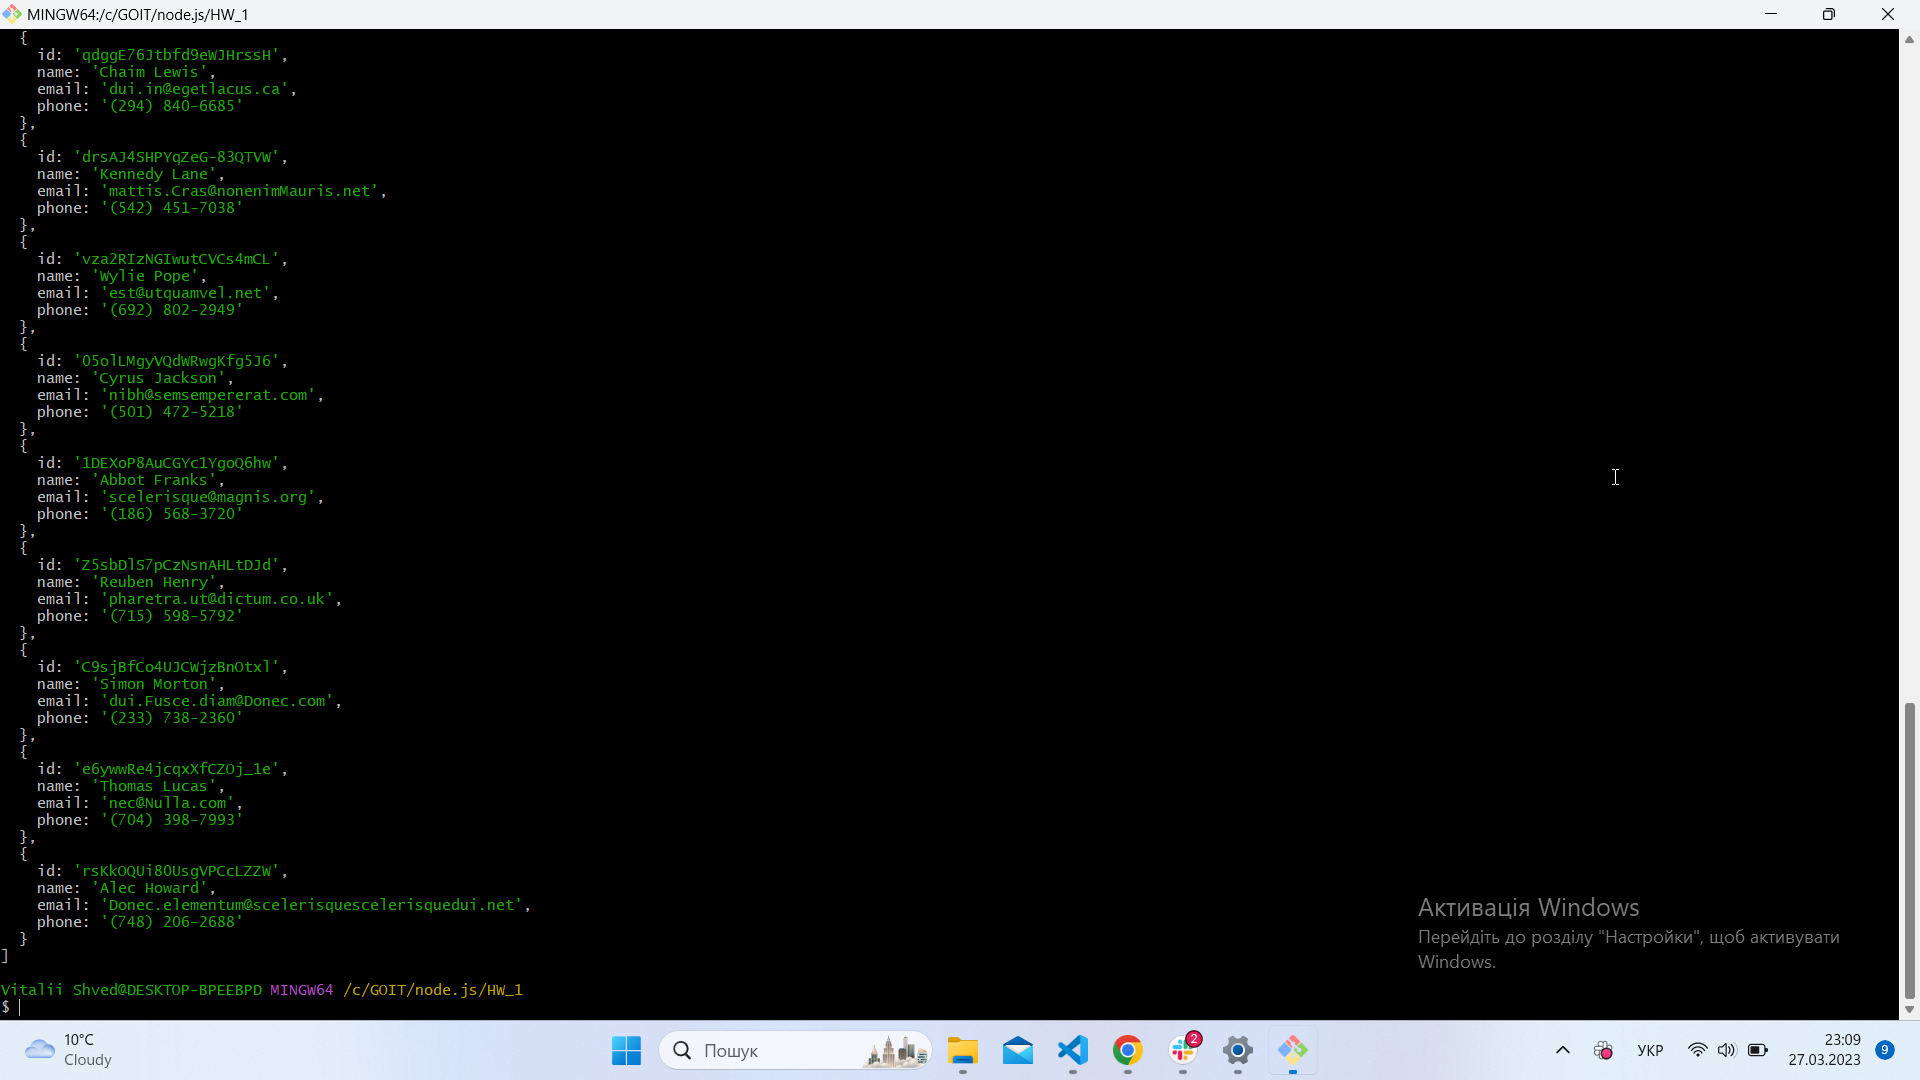 MINGW64:/c/GOIT/node.js/HW_1
{
id: 'qdggE76Jtbfd9eWJHrssH',
name: 'Chaim Lewis',
email: 'dui.in@egetlacus.ca',
phone: '(294) 840-6685'
},
{
id: 'drsAJ4SHPYqZeG-83QTVW',
name: 'Kennedy Lane',
email: 'mattis.Cras@nonenimMauris.net',
phone: '(542) 451-7038'
},
{
id: 'vza2RIzNGIwutCVCs4mCL',
name: 'Wylie Pope',
email: 'est@utquamvel.net',
phone: '(692) 802-2949'
},
{
id: '05olLMgyVQdWRwgKfg5J6',
name: 'Cyrus Jackson',
email: 'nibh@semsempererat.com',
phone: '(501) 472-5218'
},
{
id: '1DEXoP8AuCGYc1YgoQ6hw',
name: 'Abbot Franks',
email: 'scelerisque@magnis.org',
phone: '(186) 568-3720'
},
{
id: 'Z5sbDlS7pCzNsnAHLtDJd',
name: 'Reuben Henry',
email: 'pharetra.ut@dictum.co.uk',
phone: '(715) 598-5792'
},
{
id: 'C9sjBfCo4UJCWjzBnOtxl',
name: 'Simon Morton',
email: 'dui.Fusce.diam@Donec.com',
phone: '(233) 738-2360'
},
{
id: 'e6ywwRe4jcqxXfCZOj_1e',
name: 'Thomas Lucas',
email: 'nec@Nulla.com',
phone: '(704) 398-7993'
},
{
id: 'rsKkOQUi80UsgVPCcLZZW',
name: 'Alec Howard',
email: 'Donec.elementum@scelerisquescelerisquedui.net',
phone: '(748) 206-2688'
}
]
Vitalii Shved@DESKTOP-BPEEBPD MINGW64 /c/GOIT/node.js/HW_1
$
Активація Windows
Перейдіть до розділу "Настройки", щоб активувати
Windows.
10°C
Cloudy
Пошук
2
УКР
23:09
27.03.2023
9